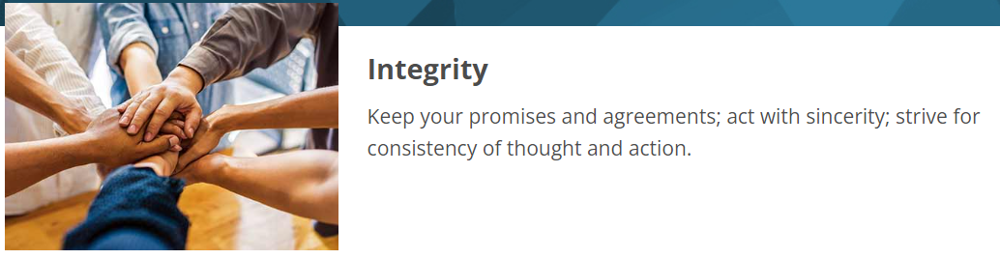 Integrity
Keep your promises and agreements; act with sincerity; strive for
consistency of thought and action.